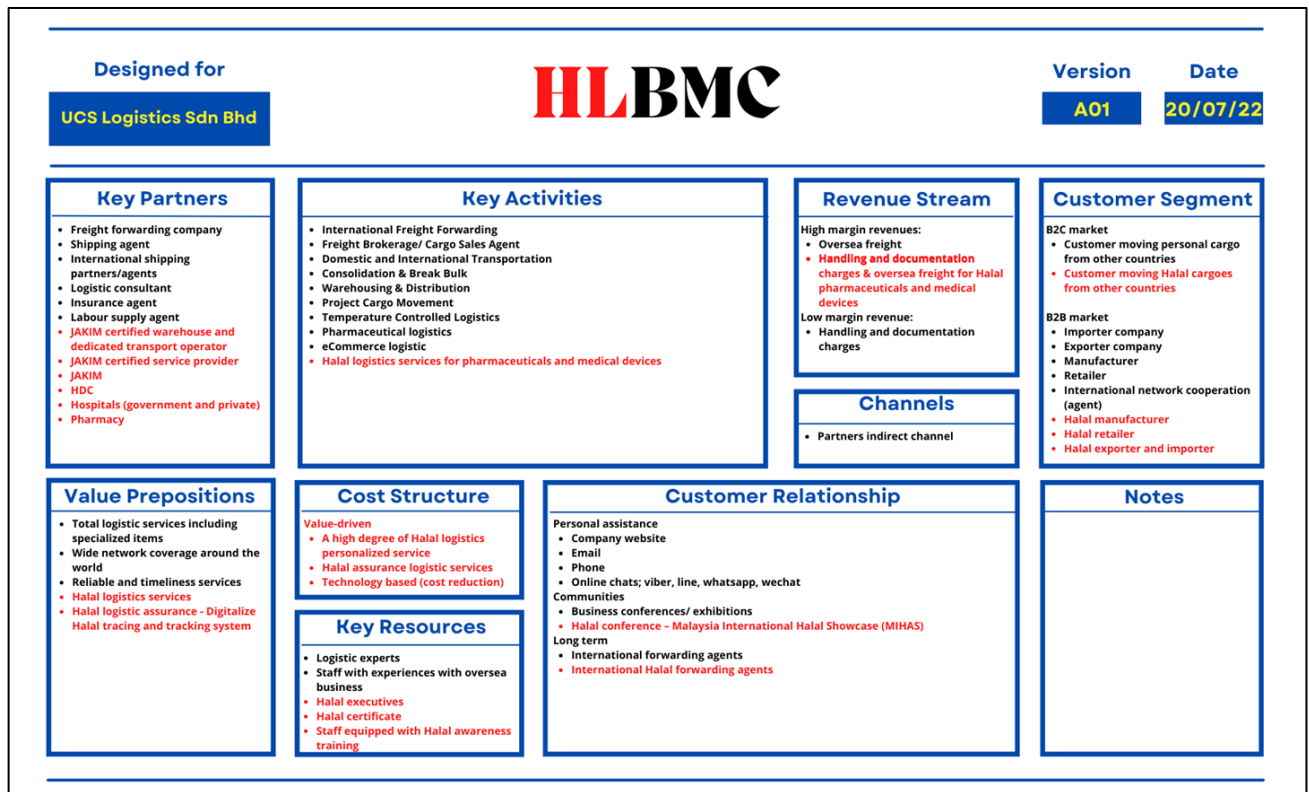 Designed for
UCS Logistics Sdn Bhd
HLBMC
Version
A01
Date
20/07/22
Key Partners
• Freight forwarding company
• Shipping agent
• International shipping
partners/agents
• Logistic consultant
• Insurance agent
• Labour supply agent
• JAKIM certified warehouse and
dedicated transport operator
• JAKIM certified service provider
• JAKIM
• HDC
• Hospitals (government and private)
• Pharmacy
Key Activities
• International Freight Forwarding
• Freight Brokerage/ Cargo Sales Agent
• Domestic and International Transportation
• Consolidation & Break Bulk
• Warehousing & Distribution
• Project Cargo Movement
• Temperature Controlled Logistics
• Pharmaceutical logistics
• eCommerce logistic
• Halal logistics services for pharmaceuticals and medical devices
Revenue Stream
High margin revenues:
• Oversea freight
• Handling and documentation
charges & oversea freight for Halal
pharmaceuticals and medical
devices
Low margin revenue:
• Handling and documentation
charges
Channels
• Partners indirect channel
Customer Segment
B2C market
• Customer moving personal cargo
from other countries
• Customer moving Halal cargoes
from other countries
B2B market
• Importer company
• Exporter company
• Manufacturer
• Retailer
• International network cooperation
(agent)
• Halal manufacturer
• Halal retailer
• Halal exporter and importer
Value Prepositions
• Total logistic services including
specialized items
• Wide network coverage around the
world
• Reliable and timeliness services
• Halal logistics services
• Halal logistic assurance - Digitalize
Halal tracing and tracking system
Cost Structure
Value-driven
• A high degree of Halal logistics
personalized service
• Halal assurance logistic services
• Technology based (cost reduction)
Key Resources
• Logistic experts
• Staff with experiences with oversea
business
• Halal executives
• Halal certificate
• Staff equipped with Halal awareness
training
Customer Relationship
Personal assistance
• Company website
• Email
• Phone
• Online chats; viber, line, whatsapp, wechat
Communities
• Business conferences/ exhibitions
• Halal conference – Malaysia International Halal Showcase (MIHAS)
Long term
• International forwarding agents
• International Halal forwarding agents
Notes